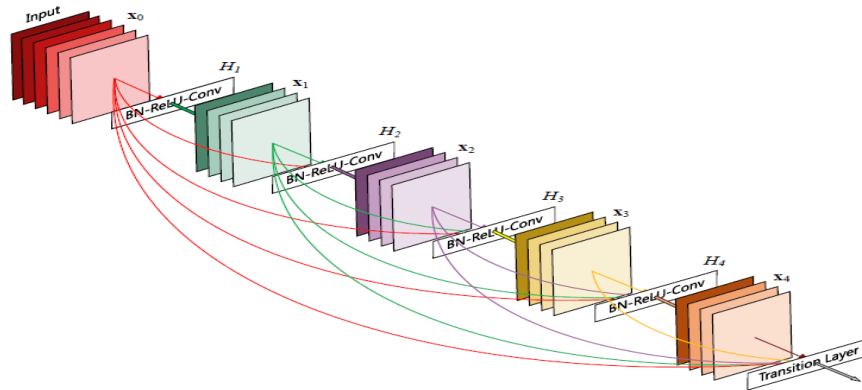 Input
x0
H1
BN-ReLU-Conv
x1
H2
BN-ReLU-Conv
x2
H3
BN-ReLU-Conv
x3
H4
BN-ReLU-Conv
x4
Transition Layer